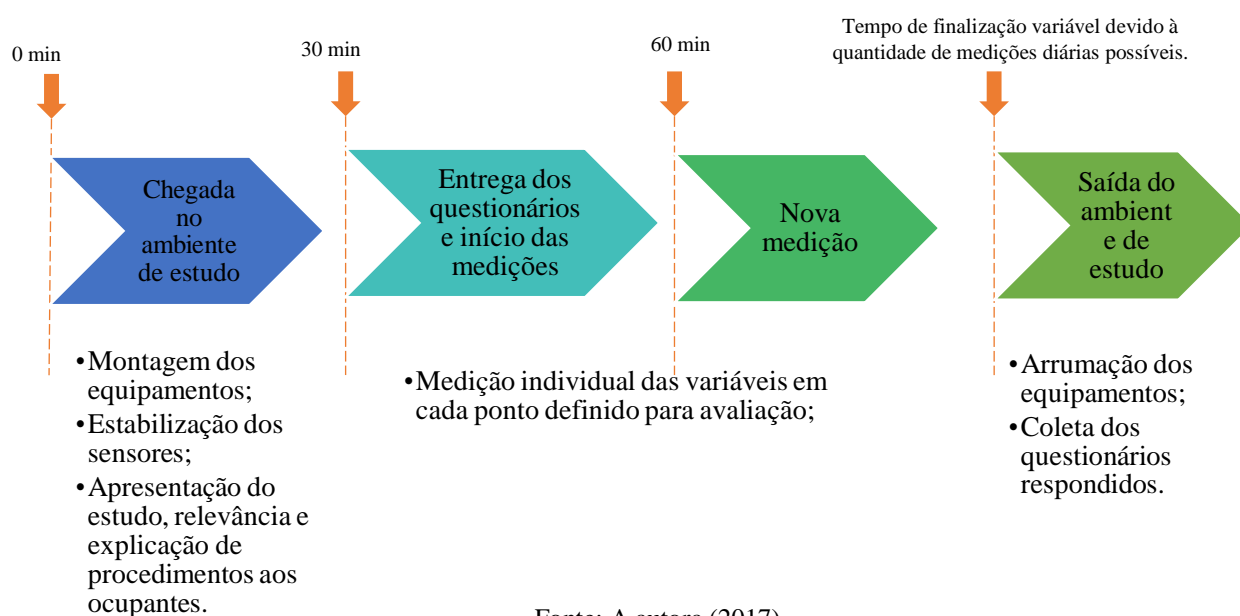 0 min
30 min
60 min
Tempo de finalização variável devido à
quantidade de medições diárias possíveis.
Chegada
no
ambiente
de estudo
Entrega dos
questionários
e início das
medições
Nova
medição
Saída do
ambient
e de
estudo
•Montagem dos
equipamentos;
•Estabilização dos
sensores;
•Apresentação do
estudo, relevância e
explicação de
procedimentos aos
ocupantes.
•Medição individual das variáveis em
cada ponto definido para avaliação;
•Arrumação dos
equipamentos;
•Coleta dos
questionários
respondidos.
Fonte: A autora (2017)